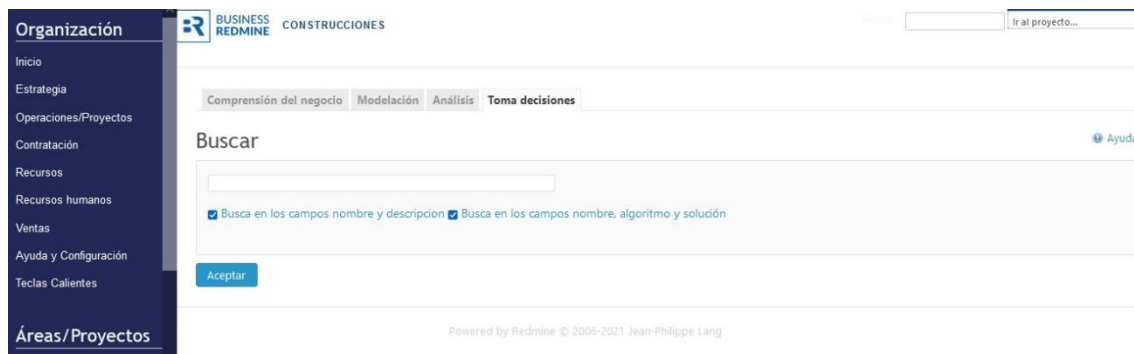 Organización
Inicio
Estrategia
Operaciones/Proyectos
Contratación
Recursos
Recursos humanos
Ventas
Ayuda y Configuración
Teclas Calientes
Áreas/Proyectos
BUSINESS
REDMINE
CONSTRUCCIONES
Ir al proyecto...
Comprensión del negocio Modelación Análisis Toma decisiones
Buscar
Ayuda
Busca en los campos nombre y descripcion Busca en los campos nombre, algoritmo y solución
Aceptar
Powered by Redmine © 2006-2021 Jean-Philippe Lang